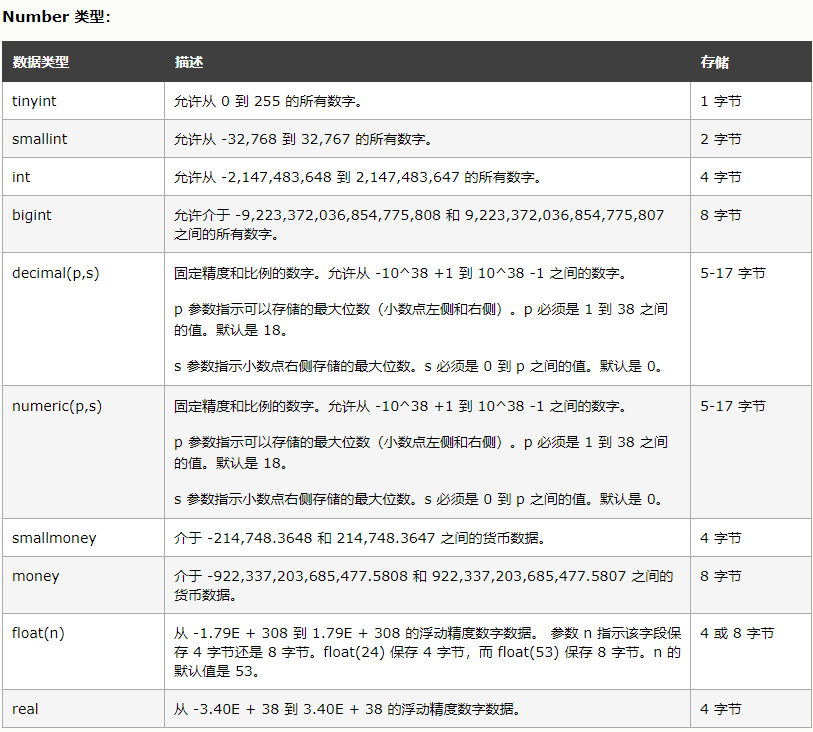 Number 类型：
数据类型 描述 存储
tinyint 允许从 0 到 255 的所有数字。 1 字节
smallint 允许从 -32,768 到 32,767 的所有数字。 2 字节
int 允许从 -2,147,483,648 到 2,147,483,647 的所有数字。 4 字节
bigint 允许介于 -9,223,372,036,854,775,808 和 9,223,372,036,854,775,807 8 字节
之间的所有数字。
decimal(p,s) 固定精度和比例的数字。允许从 -10^38 +1 到 10^38 -1 之间的数字。 5-17 字节
p 参数指示可以存储的最大位数（小数点左侧和右侧）。p 必须是 1 到 38 之间
的值。默认是 18。
s 参数指示小数点右侧存储的最大位数。s 必须是 0 到 p 之间的值。默认是 0。
numeric(p,s) 固定精度和比例的数字。允许从 -10^38 +1 到 10^38 -1 之间的数字。 5-17 字节
p 参数指示可以存储的最大位数（小数点左侧和右侧）。p 必须是 1 到 38 之间
的值。默认是 18。
s 参数指示小数点右侧存储的最大位数。s 必须是 0 到 p 之间的值。默认是 0。
smallmoney 介于 -214,748.3648 和 214,748.3647 之间的货币数据。 4 字节
money 介于 -922,337,203,685,477.5808 和 922,337,203,685,477.5807 之间的 8 字节
货币数据。
float(n) 从 -1.79E + 308 到 1.79E + 308 的浮动精度数字数据。 参数 n 指示该字段保 4 或 8 字节
存 4 字节还是 8 字节。float(24) 保存 4 字节，而 float(53) 保存 8 字节。n 的
默认值是 53。
real 从 -3.40E + 38 到 3.40E + 38 的浮动精度数字数据。 4 字节